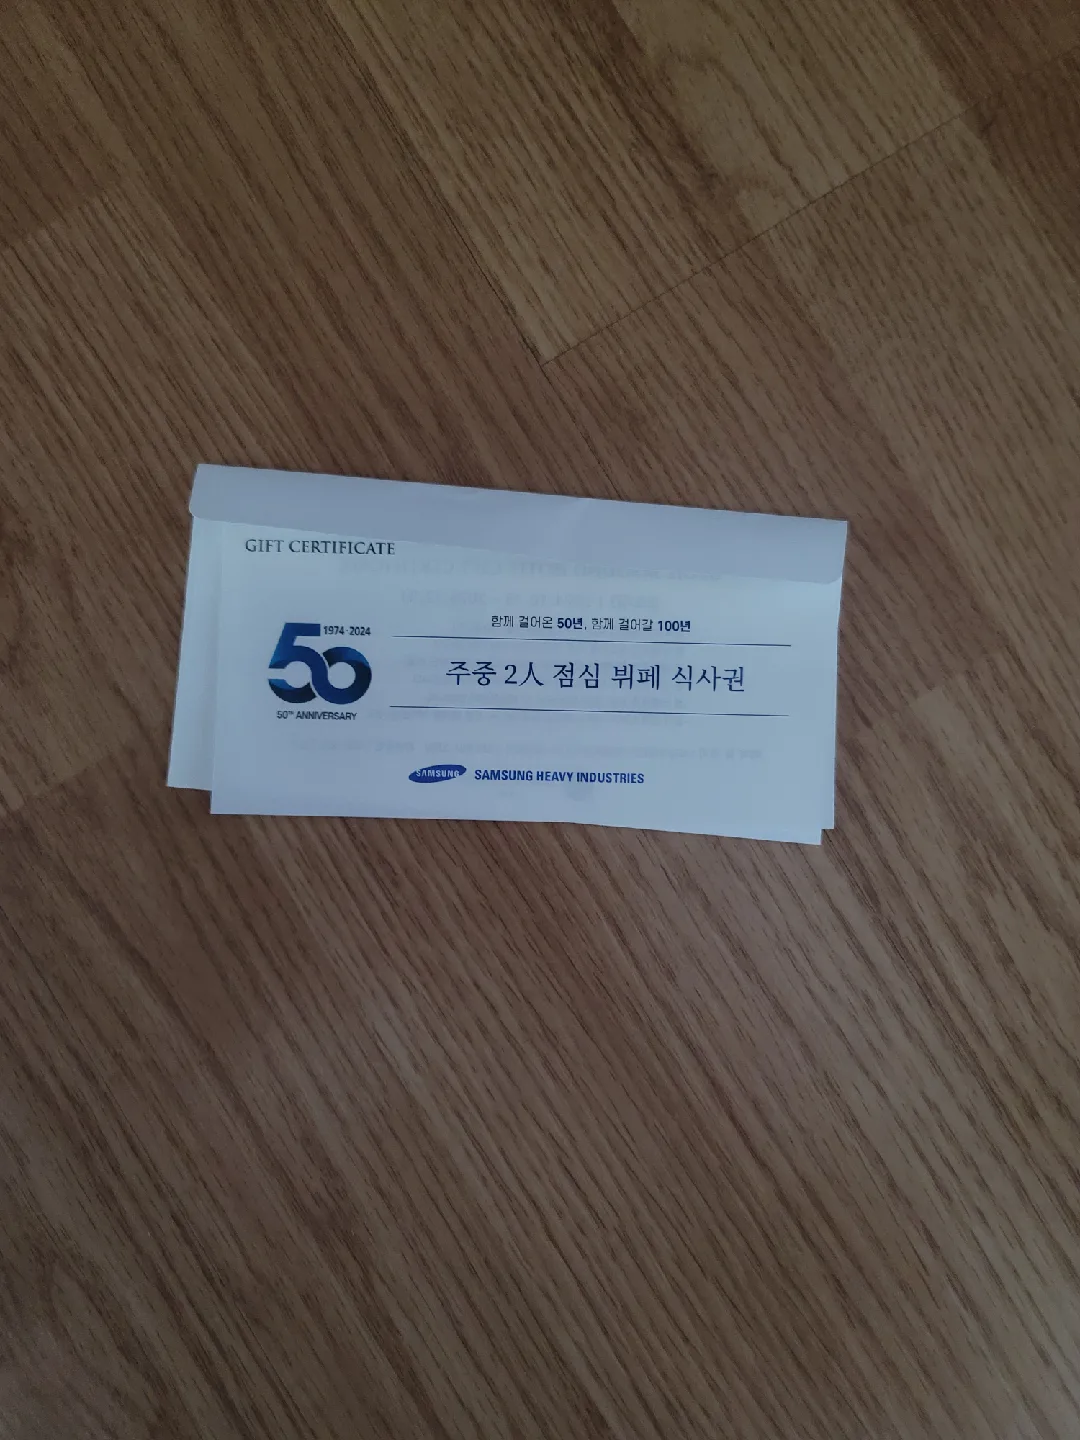 GIFT CERTIFICATE
1974-2024
50
50TH ANNIVERSARY
함께 걸어온 50년, 함께 걸어갈 100년
주중 2人 점심 뷔페 식사권
SAMSUNG SAMSUNG HEAVY INDUSTRIES